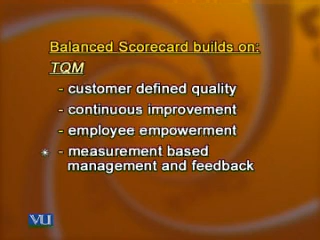 Balanced Scorecard builds on:
TQM
- customer defined quality
- continuous improvement
- employee empowerment
- measurement based
management and feedback
VU